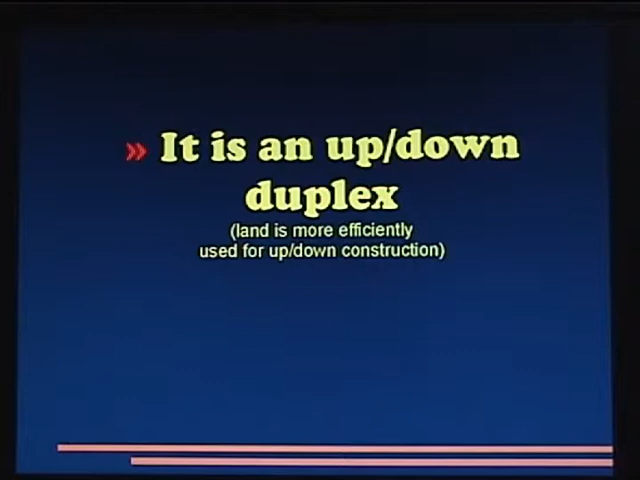 » It is an up/down
duplex
(land is more efficiently
used for up/down construction)